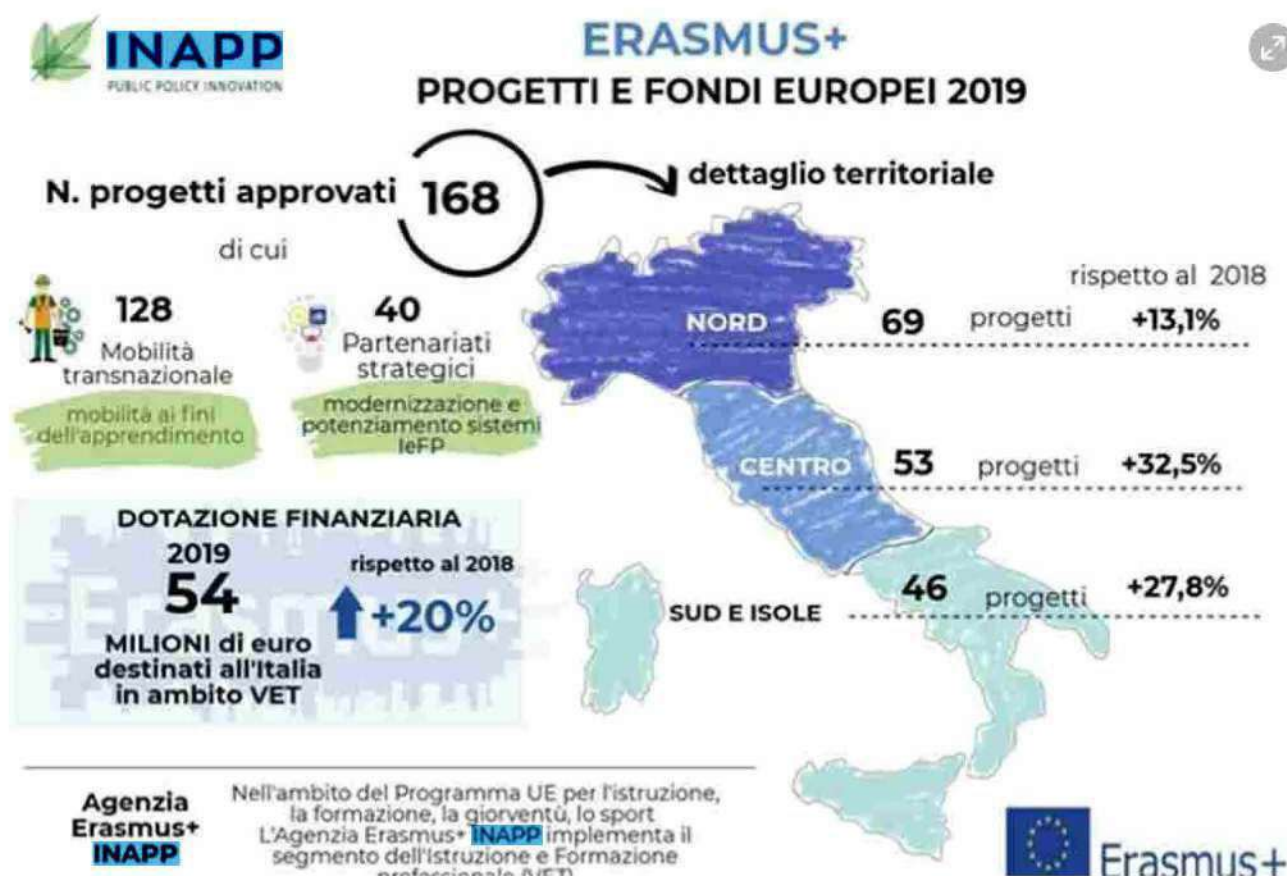 INAPP
PUBLIC POLICY INNOVATION
ERASMUS+
PROGETTI E FONDI EUROPEI 2019
N. progetti approvati 168
dettaglio territoriale
di cui
128
Mobilità
transnazionale
mobilità ai fini
dell'apprendimento
40
Partenariati
strategici
modernizzazione e
potenziamento sistemi
IeFP
rispetto al 2018
NORD 69 progetti +13,1%
CENTRO 53 progetti +32,5%
SUD E ISOLE 46 progetti +27,8%
DOTAZIONE FINANZIARIA
2019
54
MILIONI di euro
destinati all'Italia
in ambito VET
rispetto al 2018
+20%
Erasmus
Agenzia
Erasmus+
INAPP
Nell'ambito del Programma UE per l'istruzione,
la formazione, la giorventù, lo sport
L'Agenzia Erasmus+ INAPP implementa il
segmento dell'Istruzione e Formazione
professionale (VET)
Erasmus+